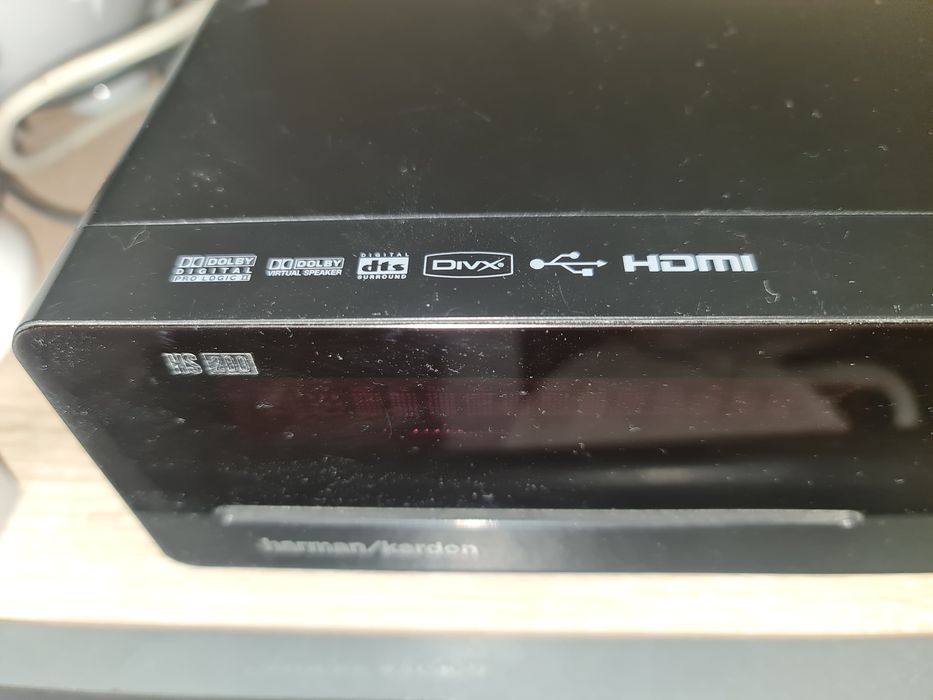 DOLBY
DIGITAL
PRO LOGIC II
DOLBY
VIRTUAL SPEAKER
DIGITAL
dts
SURROUND
DIVX
HDMI
HS 200
harman/kardon